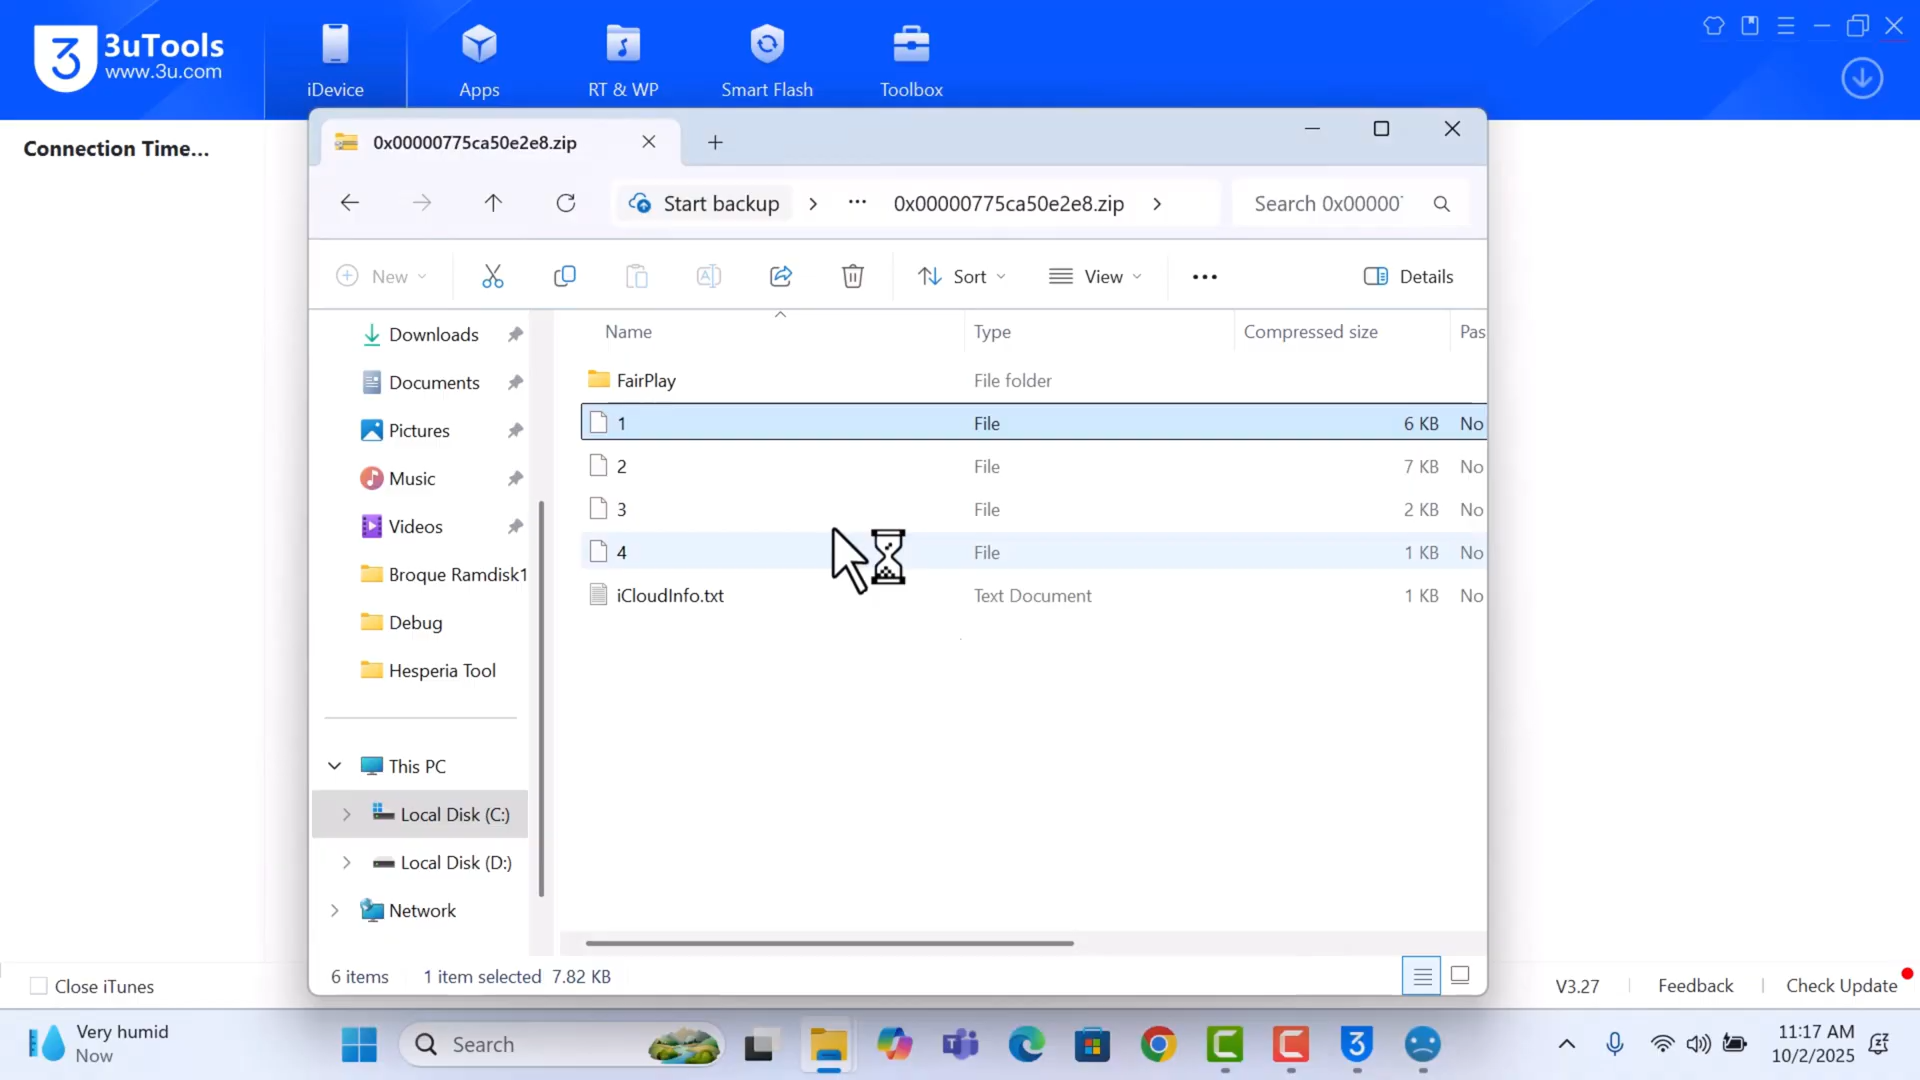 3uTools
www.3u.com
iDevice
Apps
RT & WP
Smart Flash
Toolbox
Connection Time...
0x00000775ca50e2e8.zip
Start backup
0x00000775ca50e2e8.zip
Search 0x00000
New
Sort
View
Details
Name
Type
Compressed size
Pas
Downloads
Documents
Pictures
Music
Videos
Broque Ramdisk1
Debug
Hesperia Tool
This PC
Local Disk (C:)
Local Disk (D:)
Network
FairPlay
File folder
1
File
6 KB
No
2
File
7 KB
No
3
File
2 KB
No
4
File
1 KB
No
iCloudInfo.txt
Text Document
1 KB
No
6 items
1 item selected 7.82 KB
Close iTunes
V3.27
Feedback
Check Update
Very humid
Now
Search
11:17 AM
10/2/2025